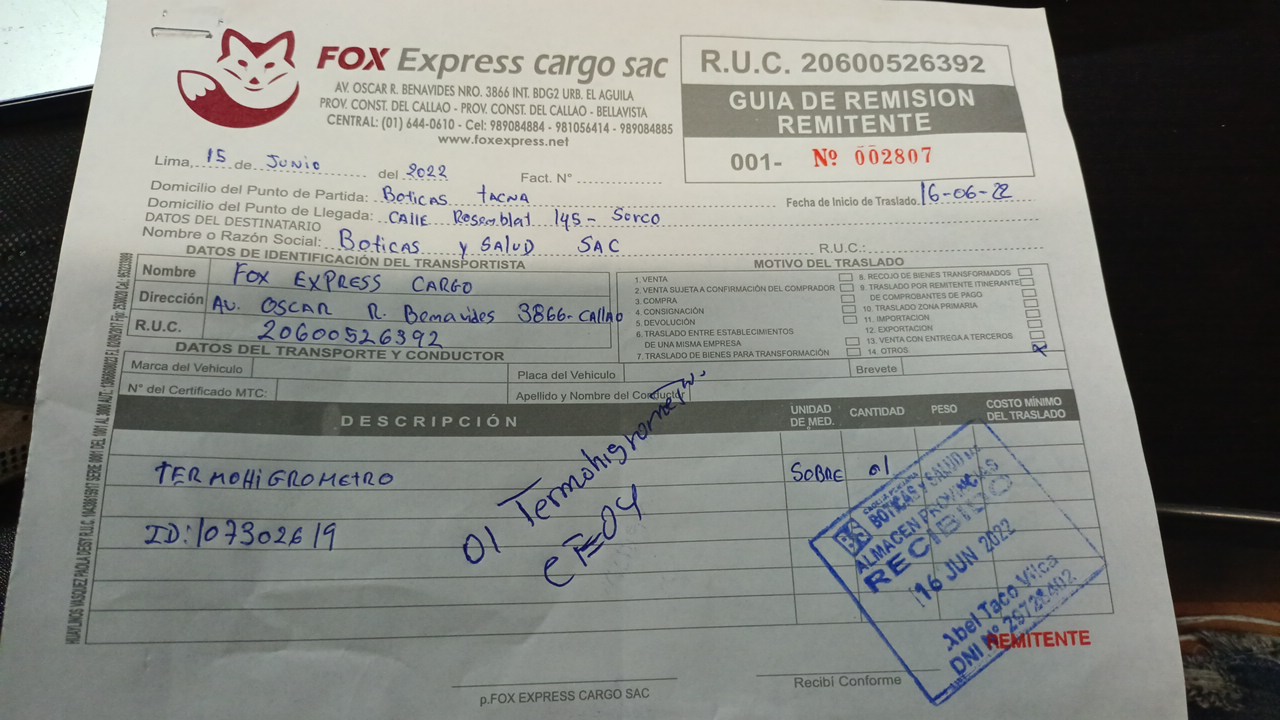 FOX Express cargo sac
AV. OSCAR R. BENAVIDES NRO. 3866 INT. BDG2 URB. EL AGUILA
PROV. CONST. DEL CALLAO - PROV. CONST. DEL CALLAO - BELLAVISTA
CENTRAL: (01) 644-0610 - Cel: 989084884 - 981056414 - 989084885
www.foxexpress.net
R.U.C. 20600526392
GUIA DE REMISION
REMITENTE
001- Nº 002807
Lima, 15 de JUNIO del 2022 Fact. N°
Domicilio del Punto de Partida: Boticas tacna Fecha de Inicio de Traslado. 16-06-22
Domicilio del Punto de Llegada: CAllE Rosemblat 145 - Surco
DATOS DEL DESTINATARIO
Nombre o Razón Social: Boticas y SALUD SAC R.U.C.:
DATOS DE IDENTIFICACIÓN DEL TRANSPORTISTA
Nombre FOX EXPRESS CARGO
Dirección AV. OSCAR R. Benavides 3866-CAllao
R.U.C. 20600526392
MOTIVO DEL TRASLADO
1. VENTA
2. VENTA SUJETA A CONFIRMACIÓN DEL COMPRADOR
3. COMPRA
4. CONSIGNACIÓN
5. DEVOLUCIÓN
6. TRASLADO ENTRE ESTABLECIMIENTOS
DE UNA MISMA EMPRESA
7. TRASLADO DE BIENES PARA TRANSFORMACIÓN
8. RECOJO DE BIENES TRANSFORMADOS
9. TRASLADO POR REMITENTE ITINERANTE
DE COMPROBANTES DE PAGO
10. TRASLADO ZONA PRIMARIA
11. IMPORTACION
12. EXPORTACION
13. VENTA CON ENTREGA A TERCEROS
14. OTROS X
DATOS DEL TRANSPORTE Y CONDUCTOR
Marca del Vehículo Placa del Vehículo Brevete
N° del Certificado MTC: Apellido y Nombre del Conductor
DESCRIPCIÓN UNIDAD DE MED. CANTIDAD PESO COSTO MÍNIMO DEL TRASLADO
TERMOHIGROMETRO SOBRE 01
ID:107302619
01 Termohigrometro
BOTICAS Y SALUD
ALMACEN PROVINCIAS
RECIBIDO
16 JUN 2022
Abel Taco Vilca
DNI N° 29728402
REMITENTE
p.FOX EXPRESS CARGO SAC
Recibí Conforme